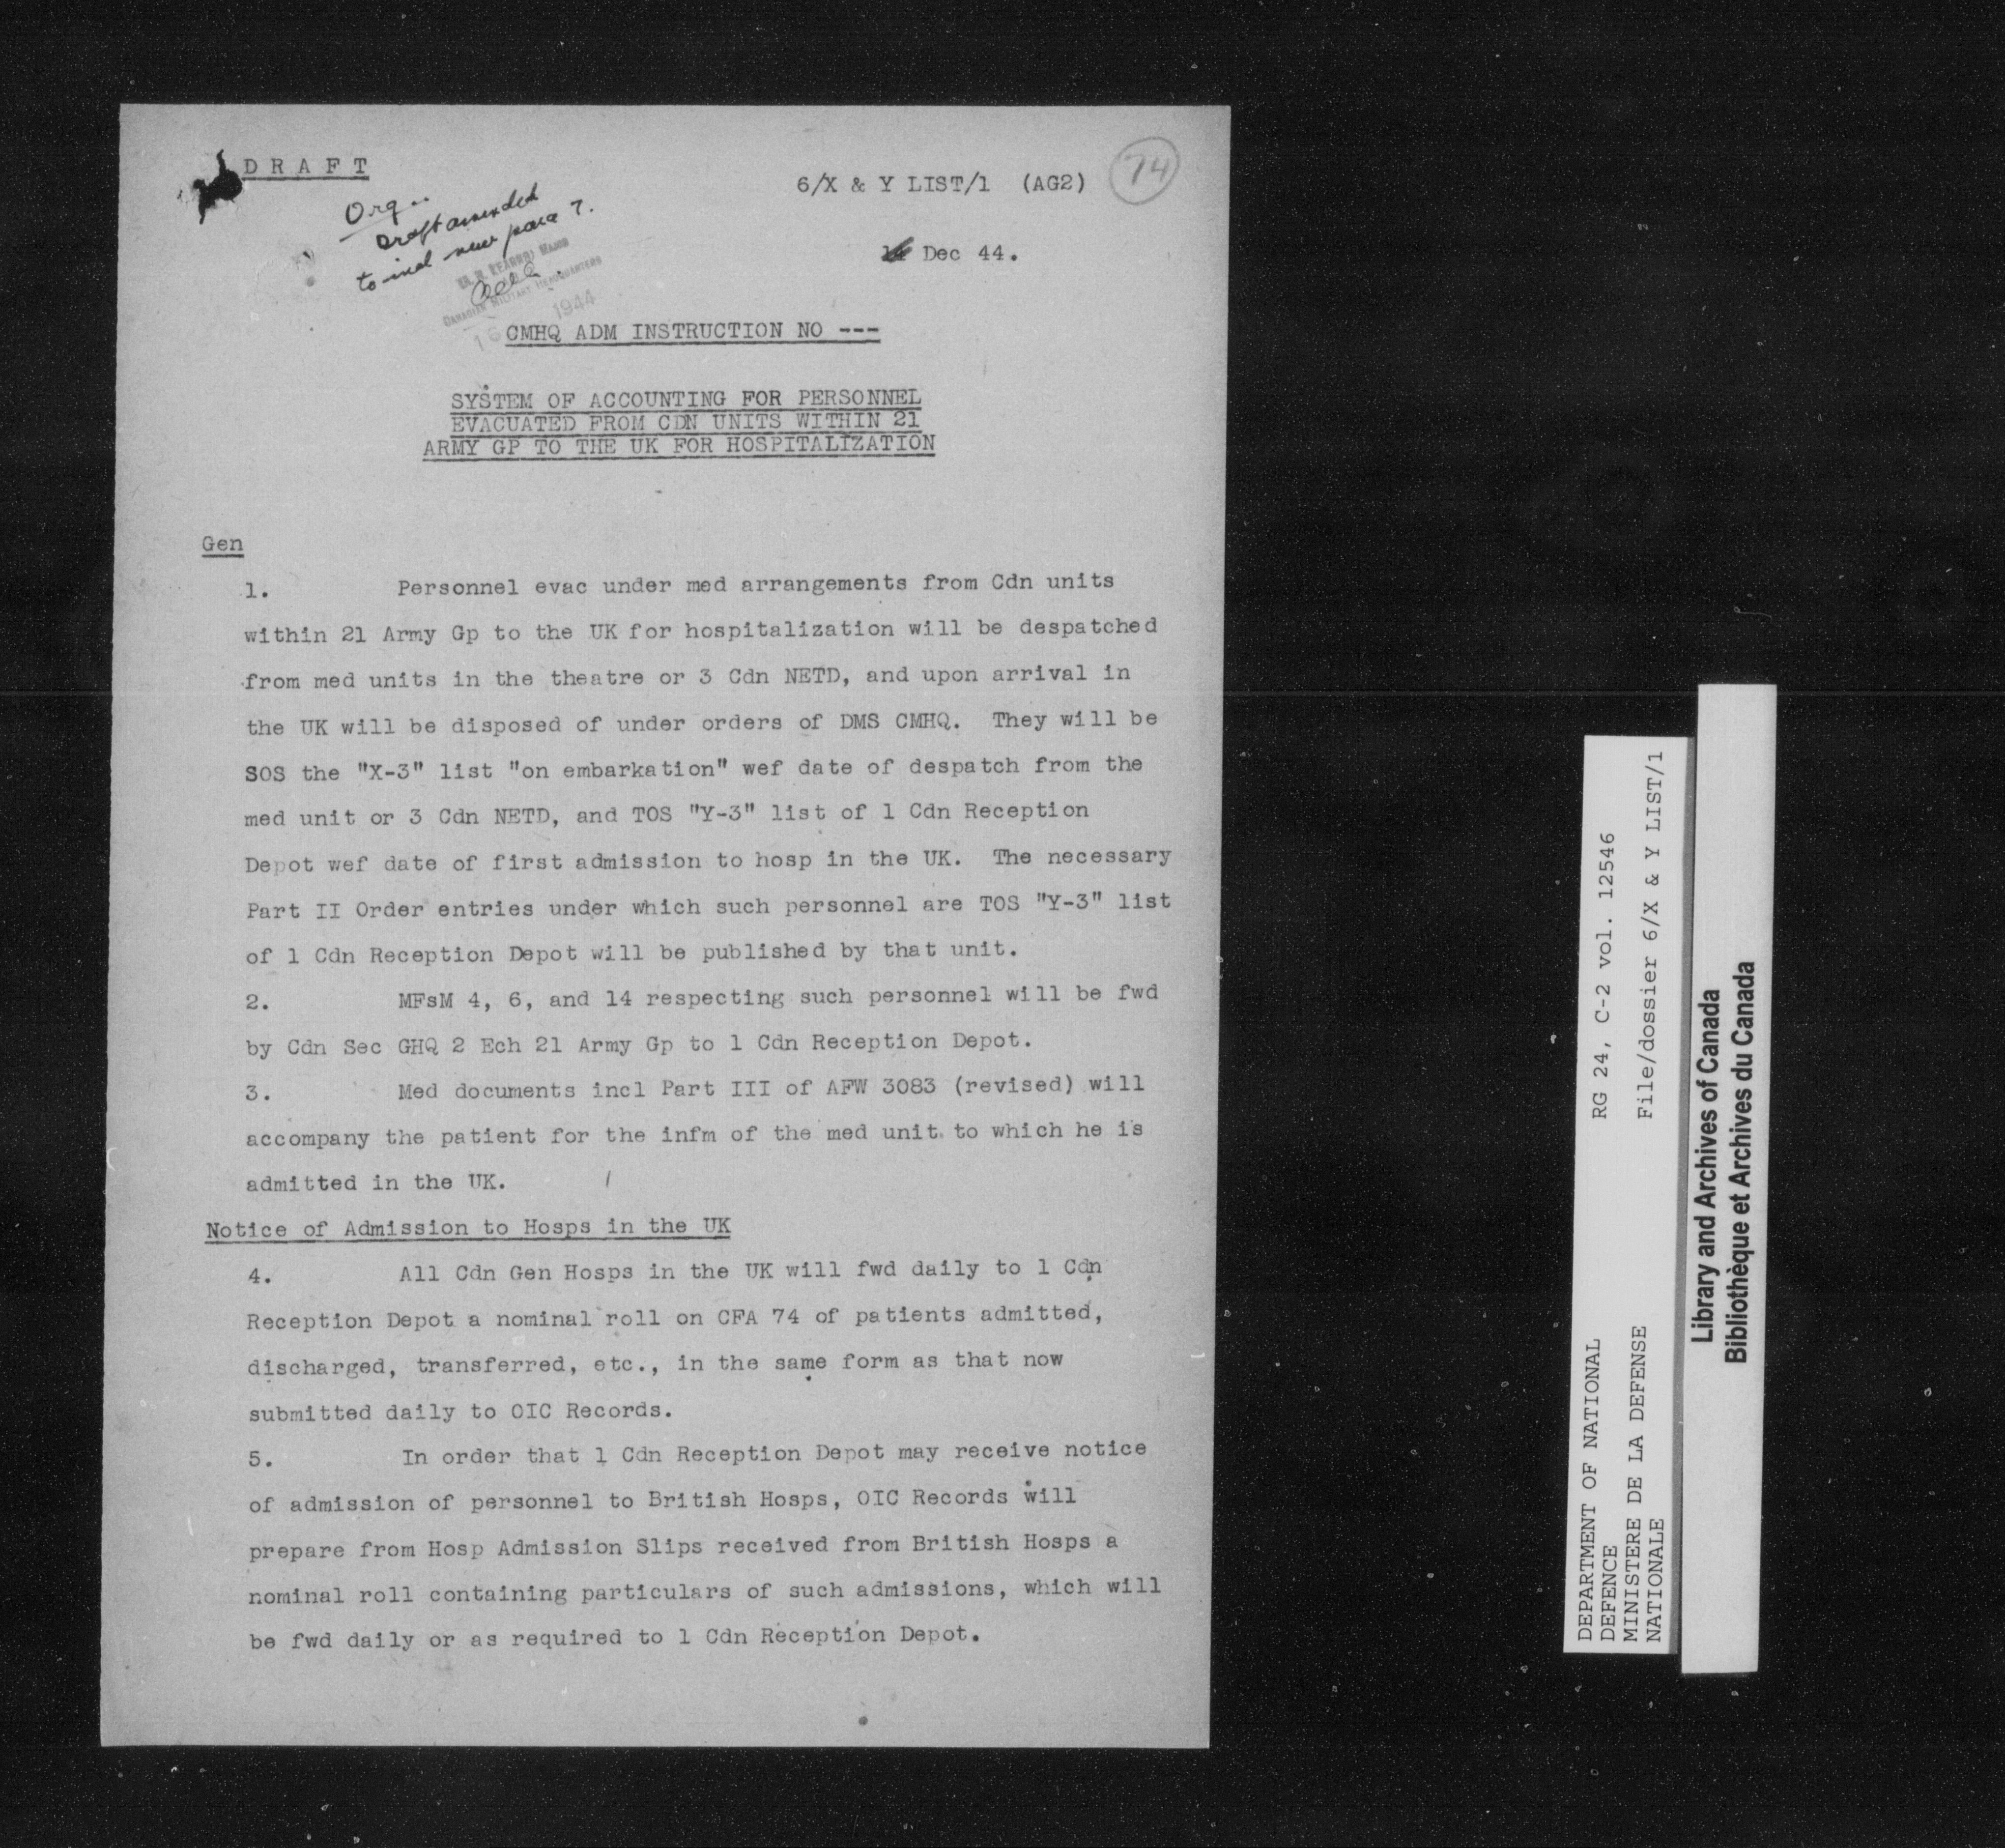 D R A F T
6/X & Y LIST/1 (AG2)
74
Org..
Draft amended
to incl new para 7.
Dec 44.
MAJOR
CANADIAN MILITARY HEADQUARTERS
16 1944
CMHQ ADM INSTRUCTION NO ---
SYSTEM OF ACCOUNTING FOR PERSONNEL
EVACUATED FROM CDN UNITS WITHIN 21
ARMY GP TO THE UK FOR HOSPITALIZATION
Gen
1. Personnel evac under med arrangements from Cdn units
within 21 Army Gp to the UK for hospitalization will be despatched
from med units in the theatre or 3 Cdn NETD, and upon arrival in
the UK will be disposed of under orders of DMS CMHQ. They will be
SOS the "X-3" list "on embarkation" wef date of despatch from the
med unit or 3 Cdn NETD, and TOS "Y-3" list of 1 Cdn Reception
Depot wef date of first admission to hosp in the UK. The necessary
Part II Order entries under which such personnel are TOS "Y-3" list
of 1 Cdn Reception Depot will be published by that unit.
2. MFsM 4, 6, and 14 respecting such personnel will be fwd
by Cdn Sec GHQ 2 Ech 21 Army Gp to 1 Cdn Reception Depot.
3. Med documents incl Part III of AFW 3083 (revised) will
accompany the patient for the infm of the med unit to which he is
admitted in the UK.
Notice of Admission to Hosps in the UK
4. All Cdn Gen Hosps in the UK will fwd daily to 1 Cdn
Reception Depot a nominal roll on CFA 74 of patients admitted,
discharged, transferred, etc., in the same form as that now
submitted daily to OIC Records.
5. In order that 1 Cdn Reception Depot may receive notice
of admission of personnel to British Hosps, OIC Records will
prepare from Hosp Admission Slips received from British Hosps a
nominal roll containing particulars of such admissions, which will
be fwd daily or as required to 1 Cdn Reception Depot.
DEPARTMENT OF NATIONAL
DEFENCE
MINISTERE DE LA DEFENSE
NATIONALE
RG 24, C-2 vol. 12546
File/dossier 6/X & Y LIST/1
Library and Archives of Canada
Bibliothèque et Archives du Canada